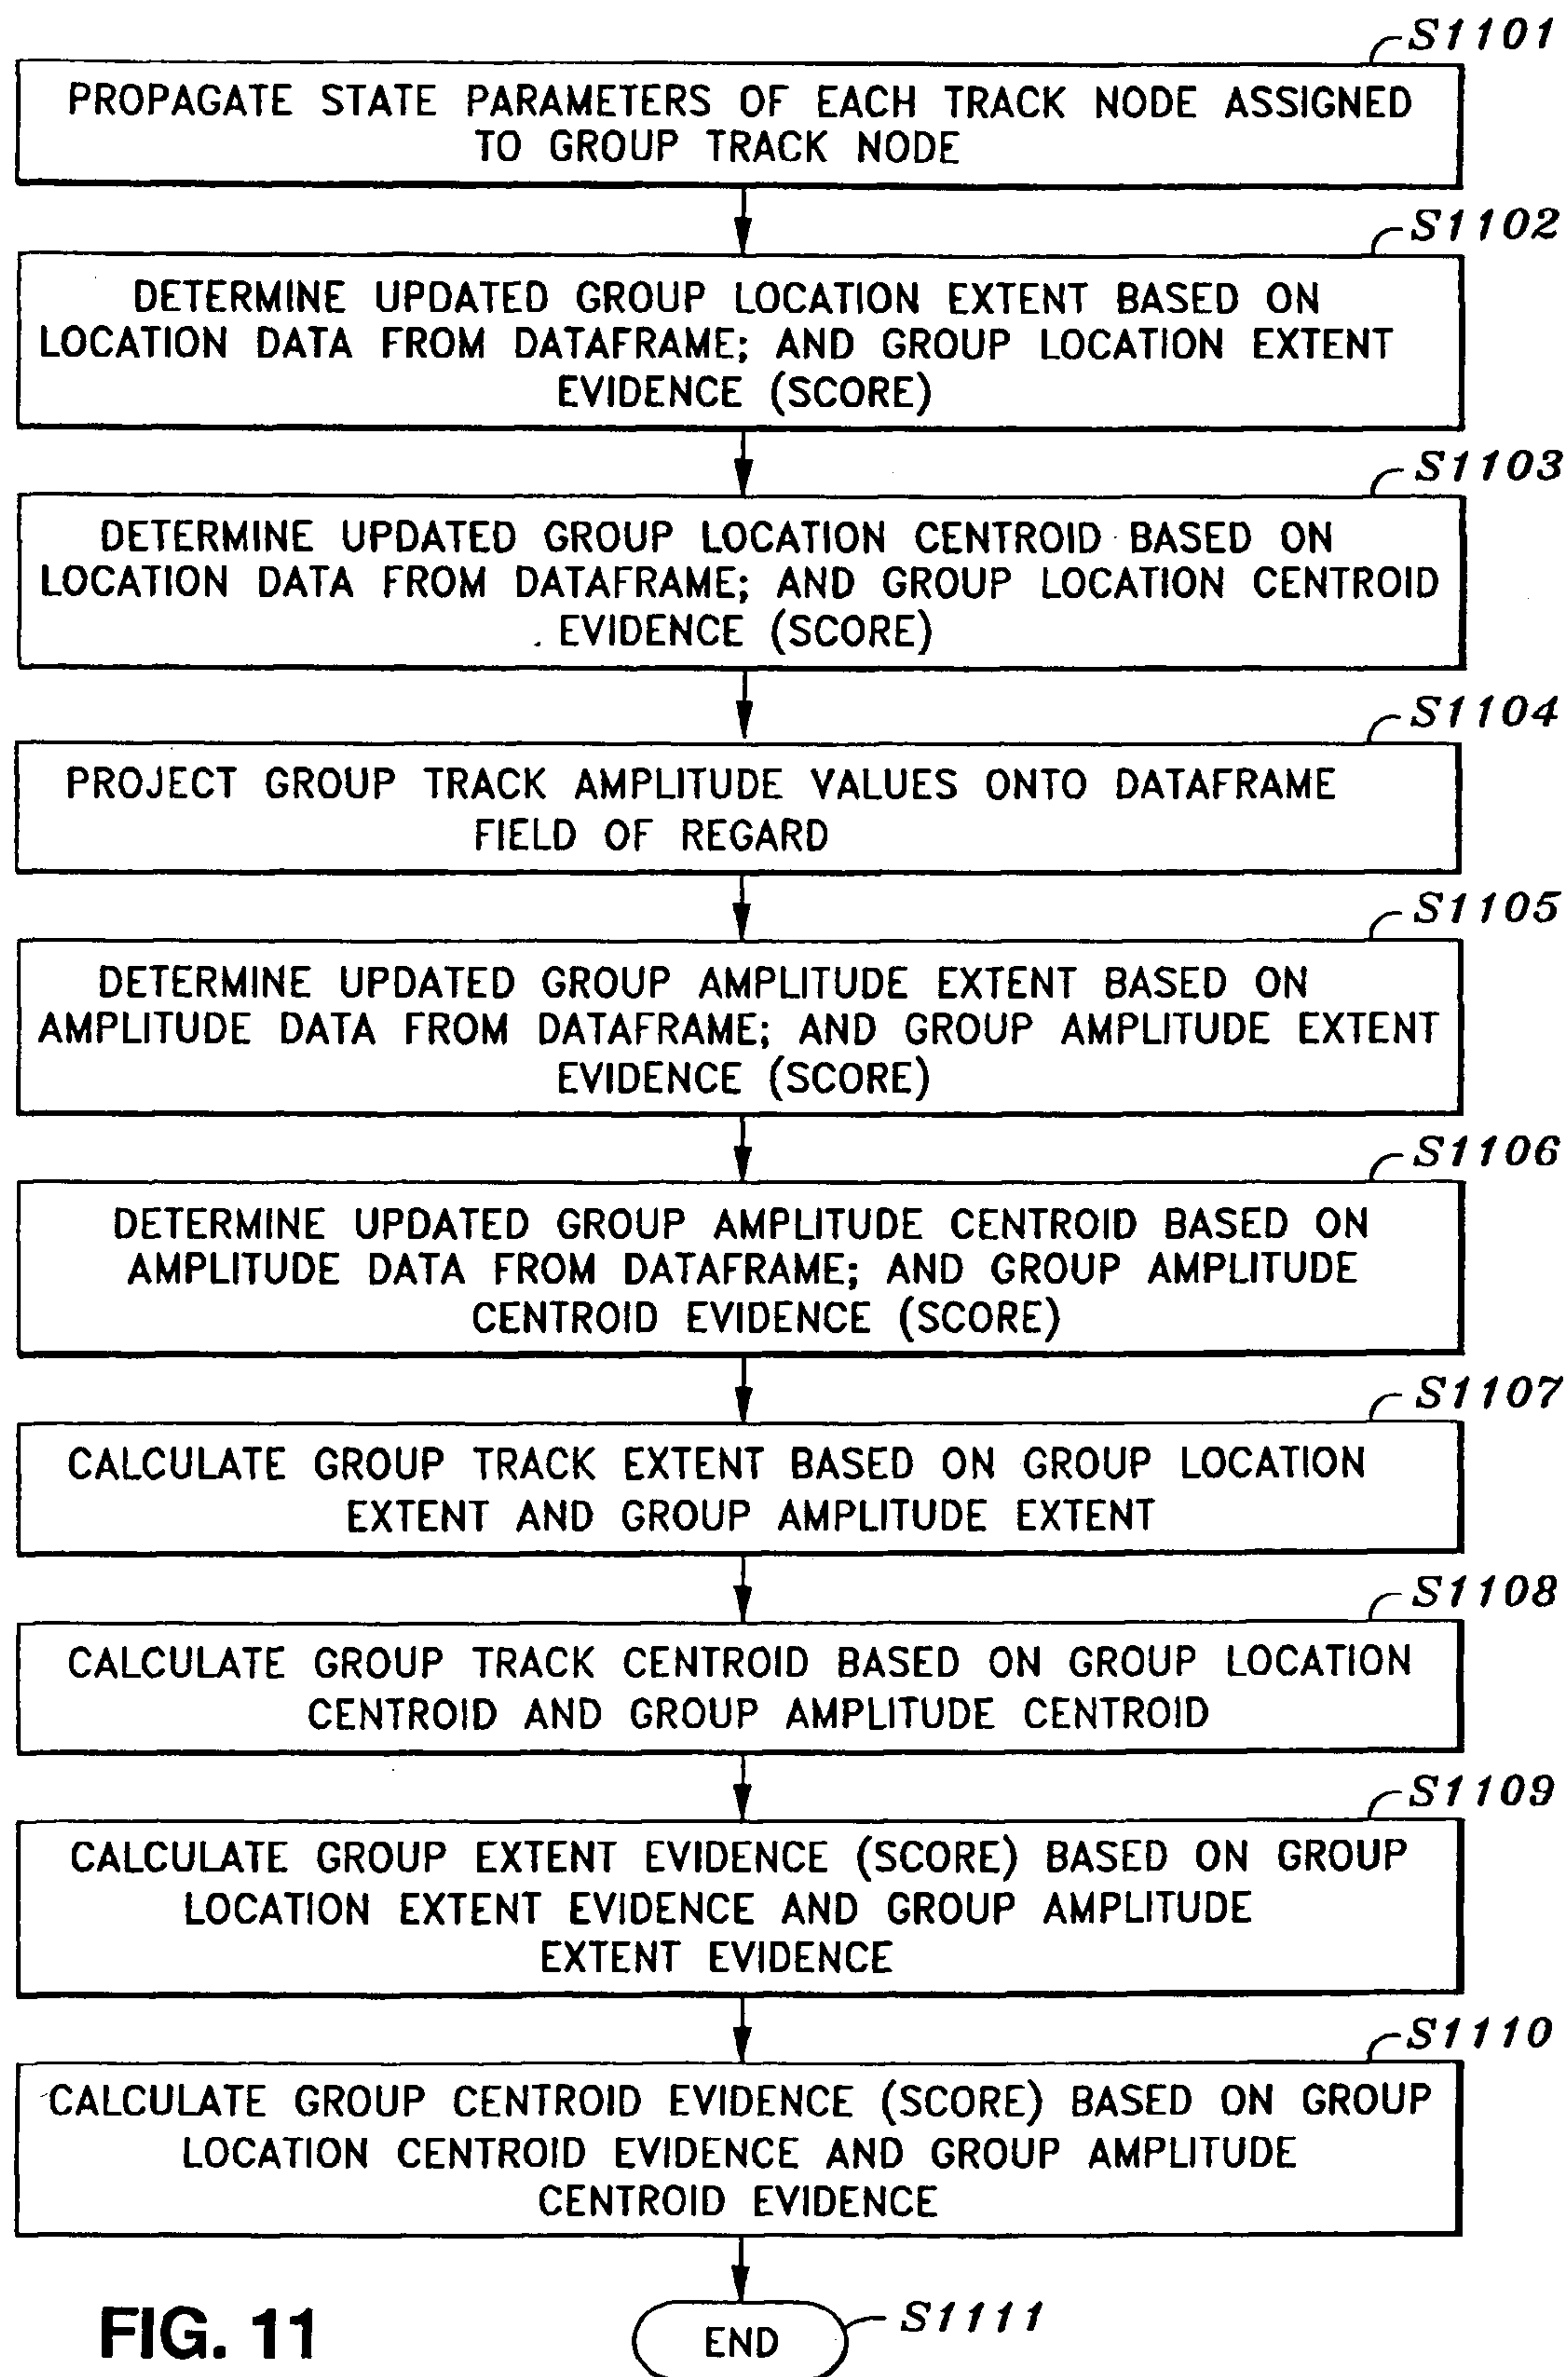 S1101
PROPAGATE STATE PARAMETERS OF EACH TRACK NODE ASSIGNED
TO GROUP TRACK NODE
S1102
DETERMINE UPDATED GROUP LOCATION EXTENT BASED ON
LOCATION DATA FROM DATAFRAME; AND GROUP LOCATION EXTENT
EVIDENCE (SCORE)
S1103
DETERMINE UPDATED GROUP LOCATION CENTROID BASED ON
LOCATION DATA FROM DATAFRAME; AND GROUP LOCATION CENTROID
EVIDENCE (SCORE)
S1104
PROJECT GROUP TRACK AMPLITUDE VALUES ONTO DATAFRAME
FIELD OF REGARD
S1105
DETERMINE UPDATED GROUP AMPLITUDE EXTENT BASED ON
AMPLITUDE DATA FROM DATAFRAME; AND GROUP AMPLITUDE EXTENT
EVIDENCE (SCORE)
S1106
DETERMINE UPDATED GROUP AMPLITUDE CENTROID BASED ON
AMPLITUDE DATA FROM DATAFRAME; AND GROUP AMPLITUDE
CENTROID EVIDENCE (SCORE)
S1107
CALCULATE GROUP TRACK EXTENT BASED ON GROUP LOCATION
EXTENT AND GROUP AMPLITUDE EXTENT
S1108
CALCULATE GROUP TRACK CENTROID BASED ON GROUP LOCATION
CENTROID AND GROUP AMPLITUDE CENTROID
S1109
CALCULATE GROUP EXTENT EVIDENCE (SCORE) BASED ON GROUP
LOCATION EXTENT EVIDENCE AND GROUP AMPLITUDE
EXTENT EVIDENCE
S1110
CALCULATE GROUP CENTROID EVIDENCE (SCORE) BASED ON GROUP
LOCATION CENTROID EVIDENCE AND GROUP AMPLITUDE
CENTROID EVIDENCE
S1111
END
FIG. 11